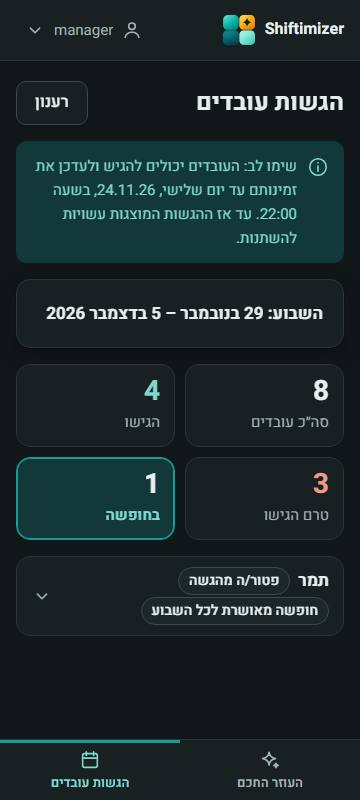 Shiftimizer
manager
הגשות עובדים
רענון
שימו לב: העובדים יכולים להגיש ולעדכן את
זמינותם עד יום שלישי, 24.11.26, בשעה
22:00. עד אז ההגשות המוצגות עשויות
להשתנות.
השבוע: 29 בנובמבר – 5 בדצמבר 2026
8
סה״כ עובדים
4
הגישו
3
טרם הגישו
1
בחופשה
תמר פטור/ה מהגשה
חופשה מאושרת לכל השבוע
העוזר החכם
הגשות עובדים